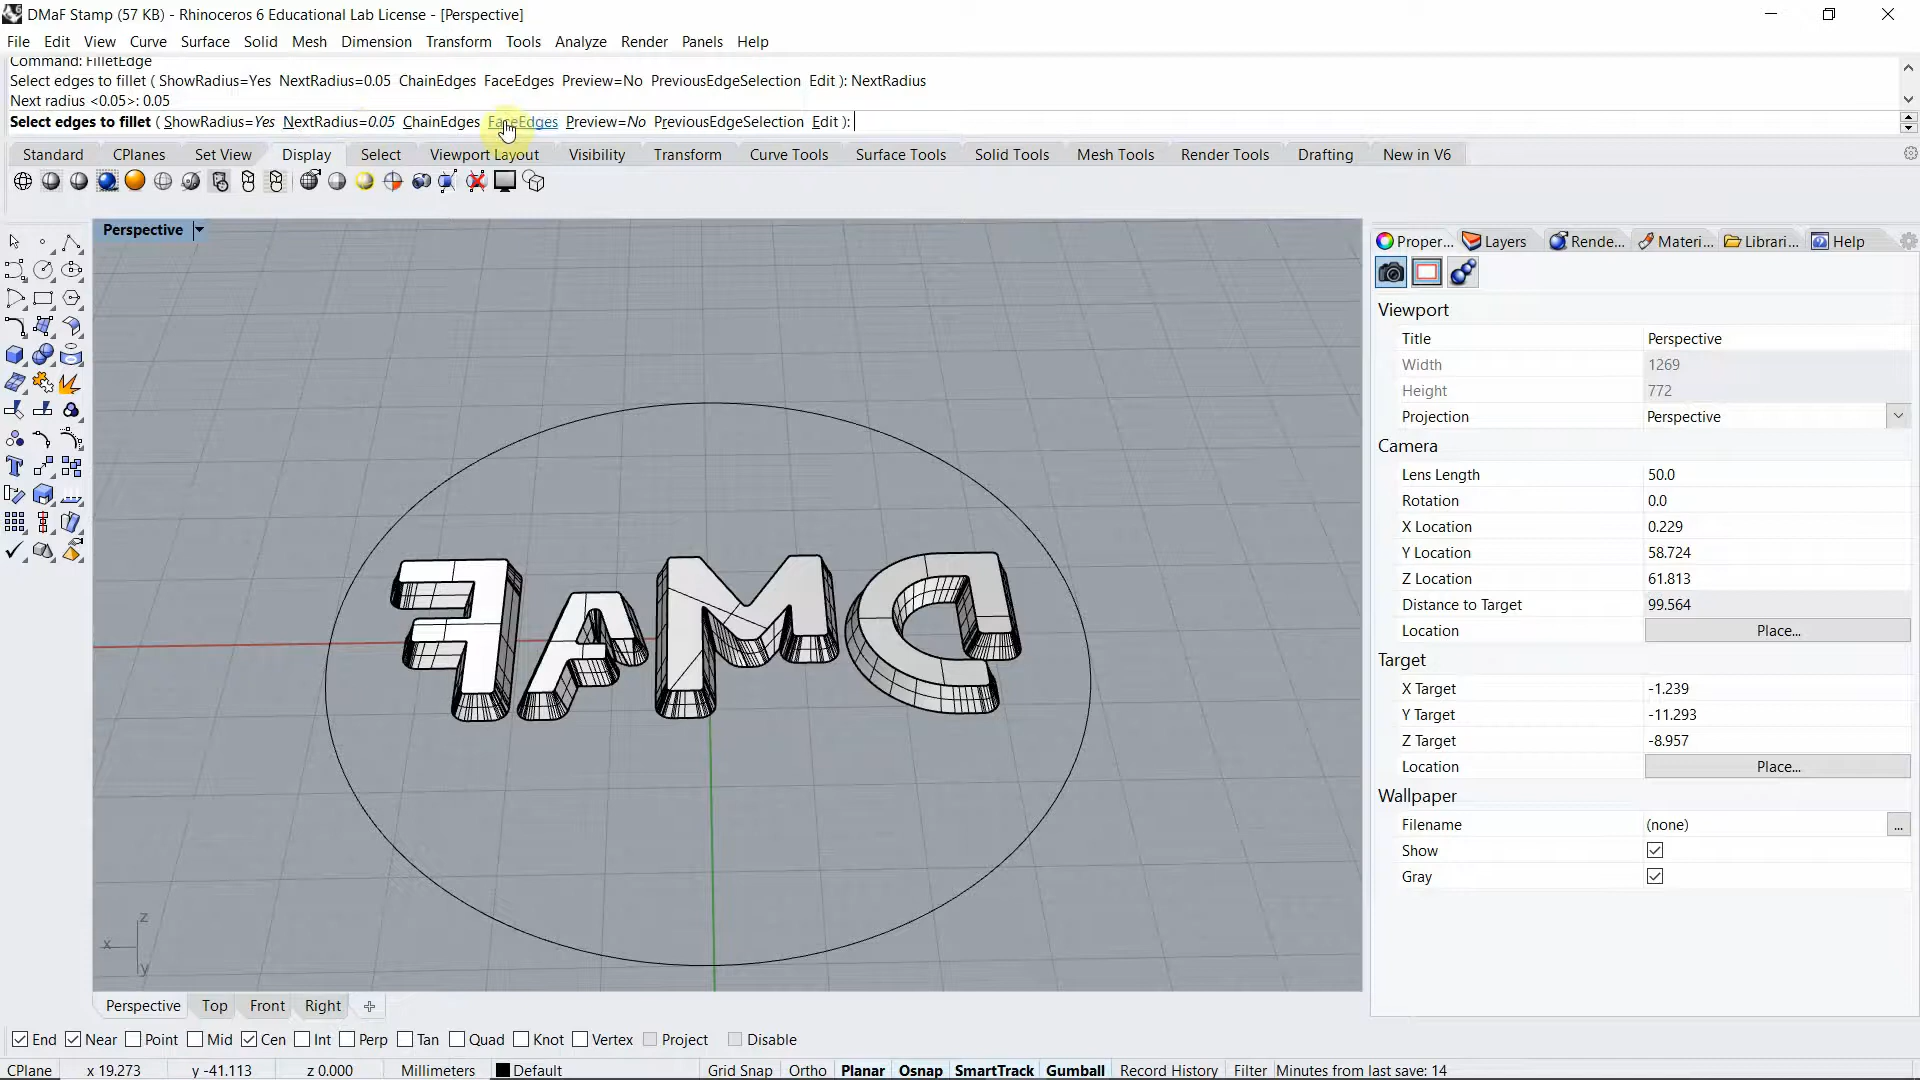 DMaF Stamp (57 KB) - Rhinoceros 6 Educational Lab License - [Perspective]
File Edit View Curve Surface Solid Mesh Dimension Transform Tools Analyze Render Panels Help
Command: FilletEdge
Select edges to fillet ( ShowRadius=Yes NextRadius=0.05 ChainEdges FaceEdges Preview=No PreviousEdgeSelection Edit ): NextRadius
Next radius <0.05>: 0.05
Select edges to fillet ( ShowRadius=Yes NextRadius=0.05 ChainEdges FaceEdges Preview=No PreviousEdgeSelection Edit ):
Standard CPlanes Set View Display Select Viewport Layout Visibility Transform Curve Tools Surface Tools Solid Tools Mesh Tools Render Tools Drafting New in V6
Perspective
Proper... Layers Rende... Materi... Librari... Help
Viewport
Title Perspective
Width 1269
Height 772
Projection Perspective
Camera
Lens Length 50.0
Rotation 0.0
X Location 0.229
Y Location 58.724
Z Location 61.813
Distance to Target 99.564
Location Place...
Target
X Target -1.239
Y Target -11.293
Z Target -8.957
Location Place...
Wallpaper
Filename (none) ...
Show
Gray
DMAF
z
x
y
Perspective Top Front Right
End Near Point Mid Cen Int Perp Tan Quad Knot Vertex Project Disable
CPlane x 19.273 y -41.113 z 0.000 Millimeters Default Grid Snap Ortho Planar Osnap SmartTrack Gumball Record History Filter Minutes from last save: 14